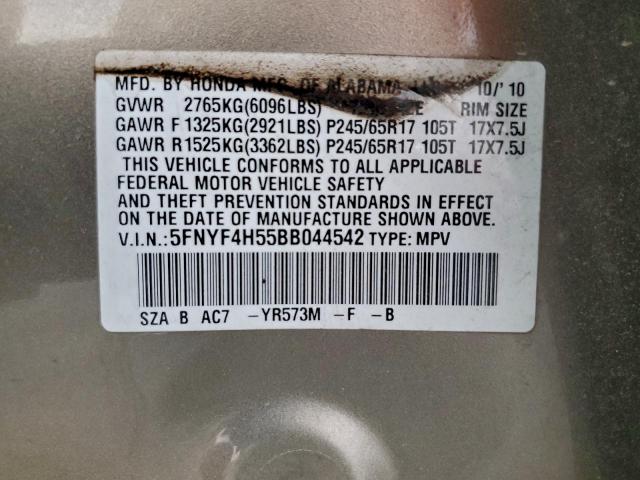 MFD. BY HONDA MFG. OF ALABAMA 10/'10
GVWR 2765KG(6096LBS) RIM SIZE
GAWR F 1325KG(2921LBS) P245/65R17 105T 17X7.5J
GAWR R1525KG(3362LBS) P245/65R17 105T 17X7.5J
THIS VEHICLE CONFORMS TO ALL APPLICABLE
FEDERAL MOTOR VEHICLE SAFETY
AND THEFT PREVENTION STANDARDS IN EFFECT
ON THE DATE OF MANUFACTURE SHOWN ABOVE.
V.I.N.:5FNYF4H55BB044542 TYPE: MPV
SZA B AC7 -YR573M -F -B